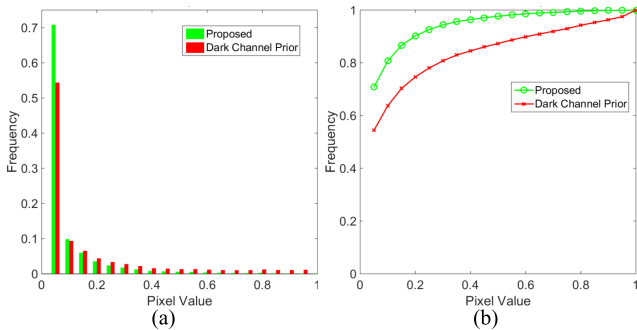 0.7
0.6
0.5
0.4
0.3
0.2
0.1
0
Frequency
Proposed
Dark Channel Prior
0 0.2 0.4 0.6 0.8 1
Pixel Value
(a)
1
0.8
0.6
0.4
0.2
0
Frequency
Proposed
Dark Channel Prior
0 0.2 0.4 0.6 0.8 1
Pixel Value
(b)